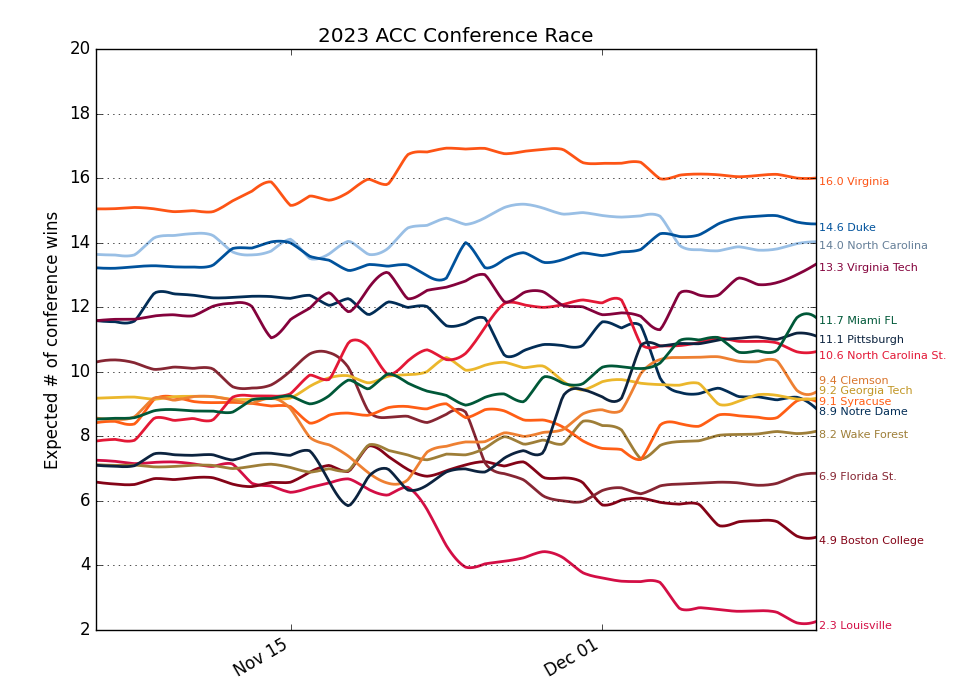 2023 ACC Conference Race
Expected # of conference wins
20
18
16
14
12
10
8
6
4
2
Nov 15
Dec 01
16.0 Virginia
14.6 Duke
14.0 North Carolina
13.3 Virginia Tech
11.7 Miami FL
11.1 Pittsburgh
10.6 North Carolina St.
9.4 Clemson
9.2 Georgia Tech
9.1 Syracuse
8.9 Notre Dame
8.2 Wake Forest
6.9 Florida St.
4.9 Boston College
2.3 Louisville